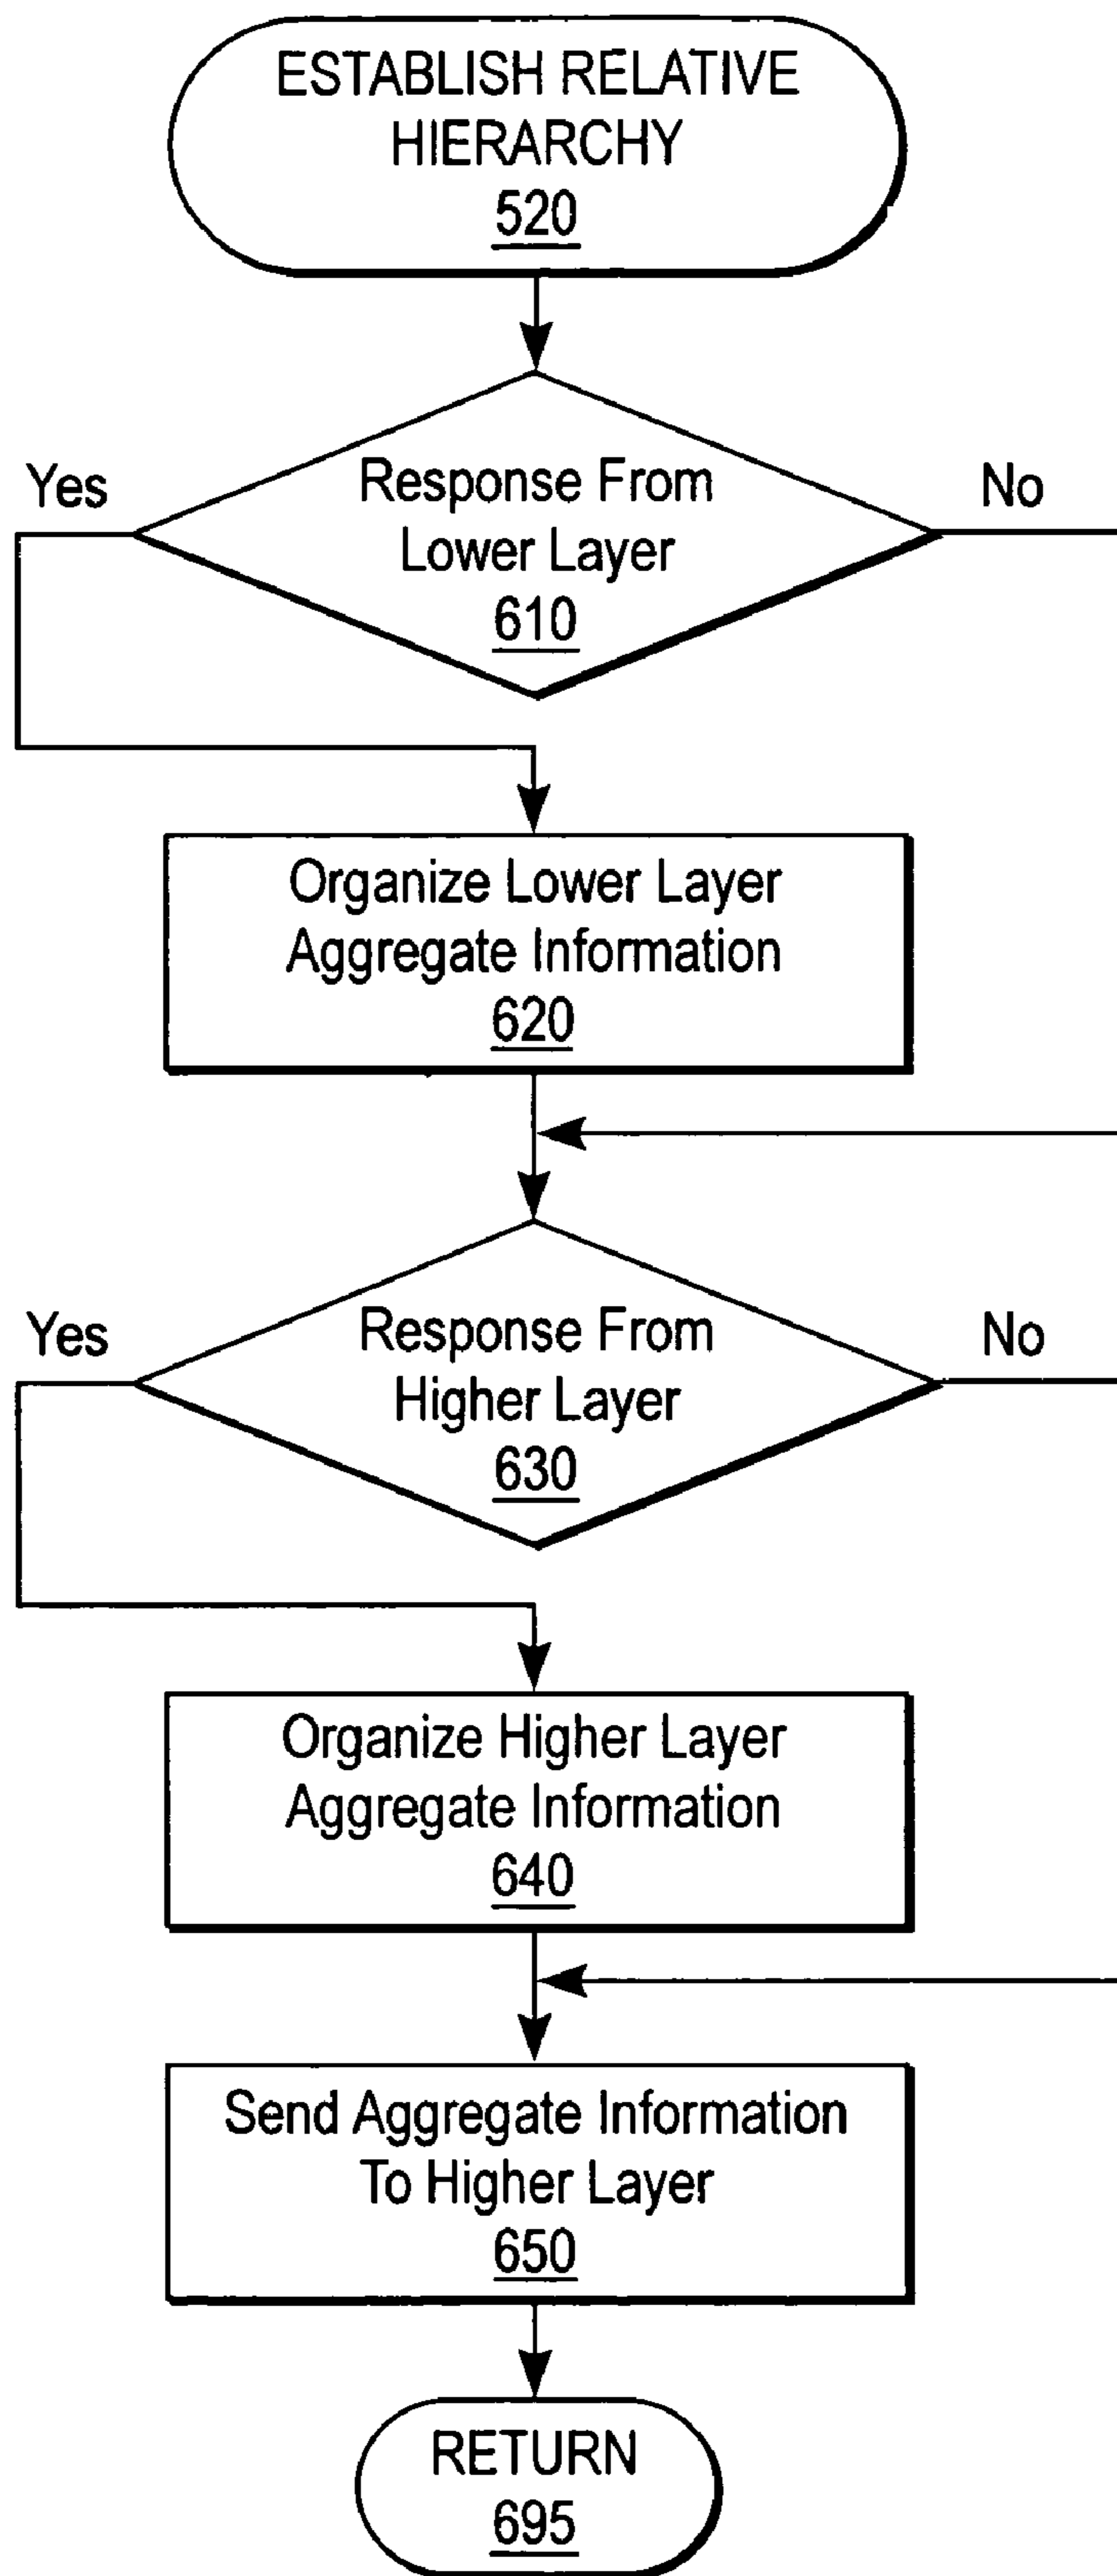 ESTABLISH RELATIVE
HIERARCHY
520
Yes
Response From
No
Lower Layer
610
Organize Lower Layer
Aggregate Information
620
Yes
Response From
No
Higher Layer
630
Organize Higher Layer
Aggregate Information
640
Send Aggregate Information
To Higher Layer
650
RETURN
695